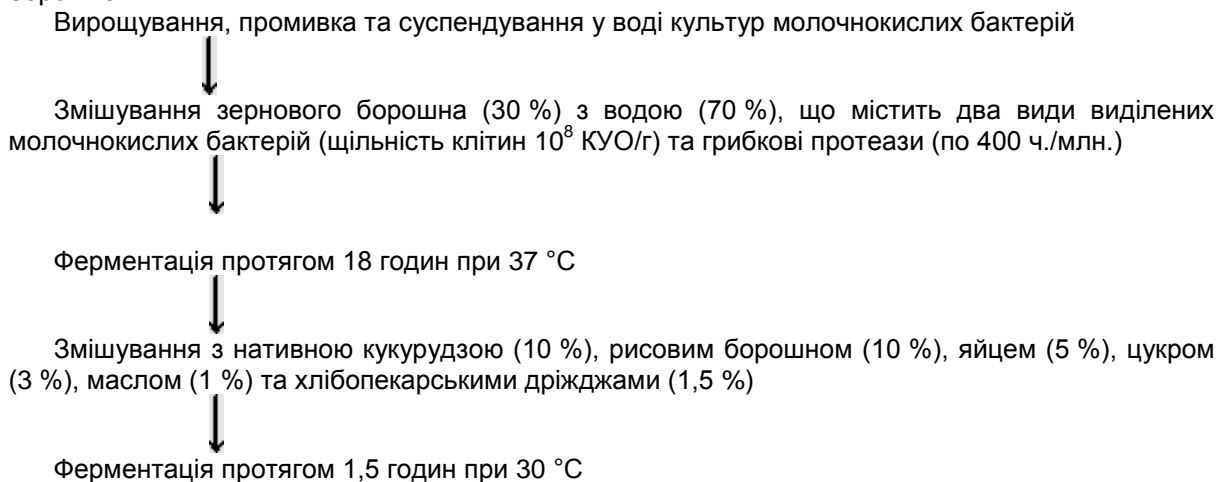 Вирощування, промивка та суспендування у воді культур молочнокислих бактерій
Змішування зернового борошна (30 %) з водою (70 %), що містить два види виділених
молочнокислих бактерій (щільність клітин 10⁸ КУО/г) та грибкові протеази (по 400 ч./млн.)
Ферментація протягом 18 годин при 37 °C
Змішування з нативною кукурудзою (10 %), рисовим борошном (10 %), яйцем (5 %), цукром
(3 %), маслом (1 %) та хлібопекарськими дріжджами (1,5 %)
Ферментація протягом 1,5 годин при 30 °C